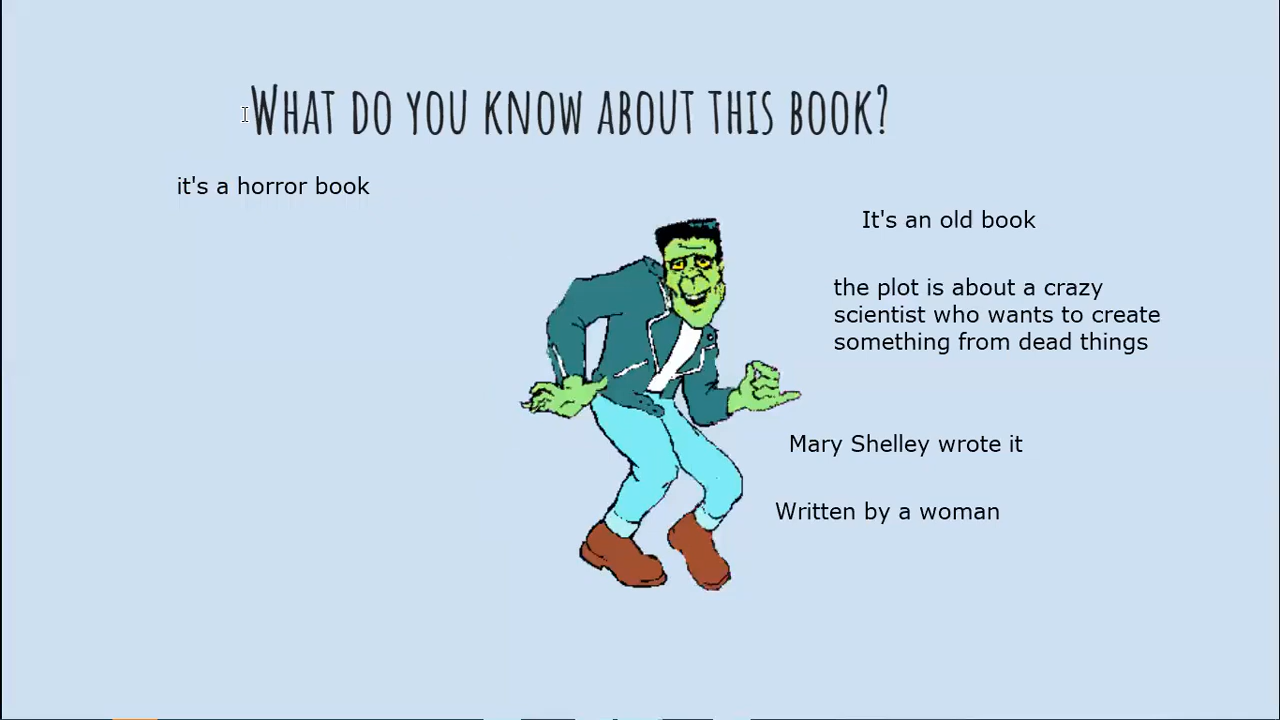 What do you know about this book?
it's a horror book
It's an old book
the plot is about a crazy
scientist who wants to create
something from dead things
Mary Shelley wrote it
Written by a woman